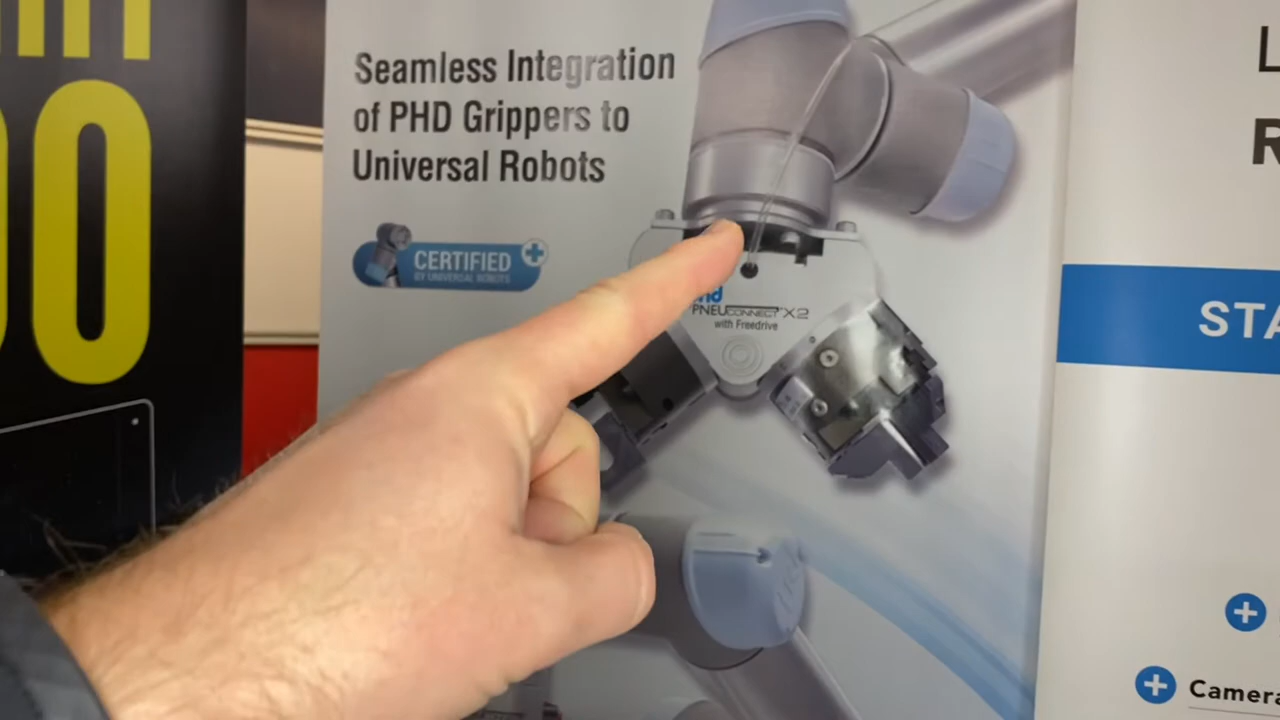 Seamless Integration
of PHD Grippers to
Universal Robots
CERTIFIED
BY UNIVERSAL ROBOTS
PNEUCONNECT X2
with Freedrive
STA
Camera